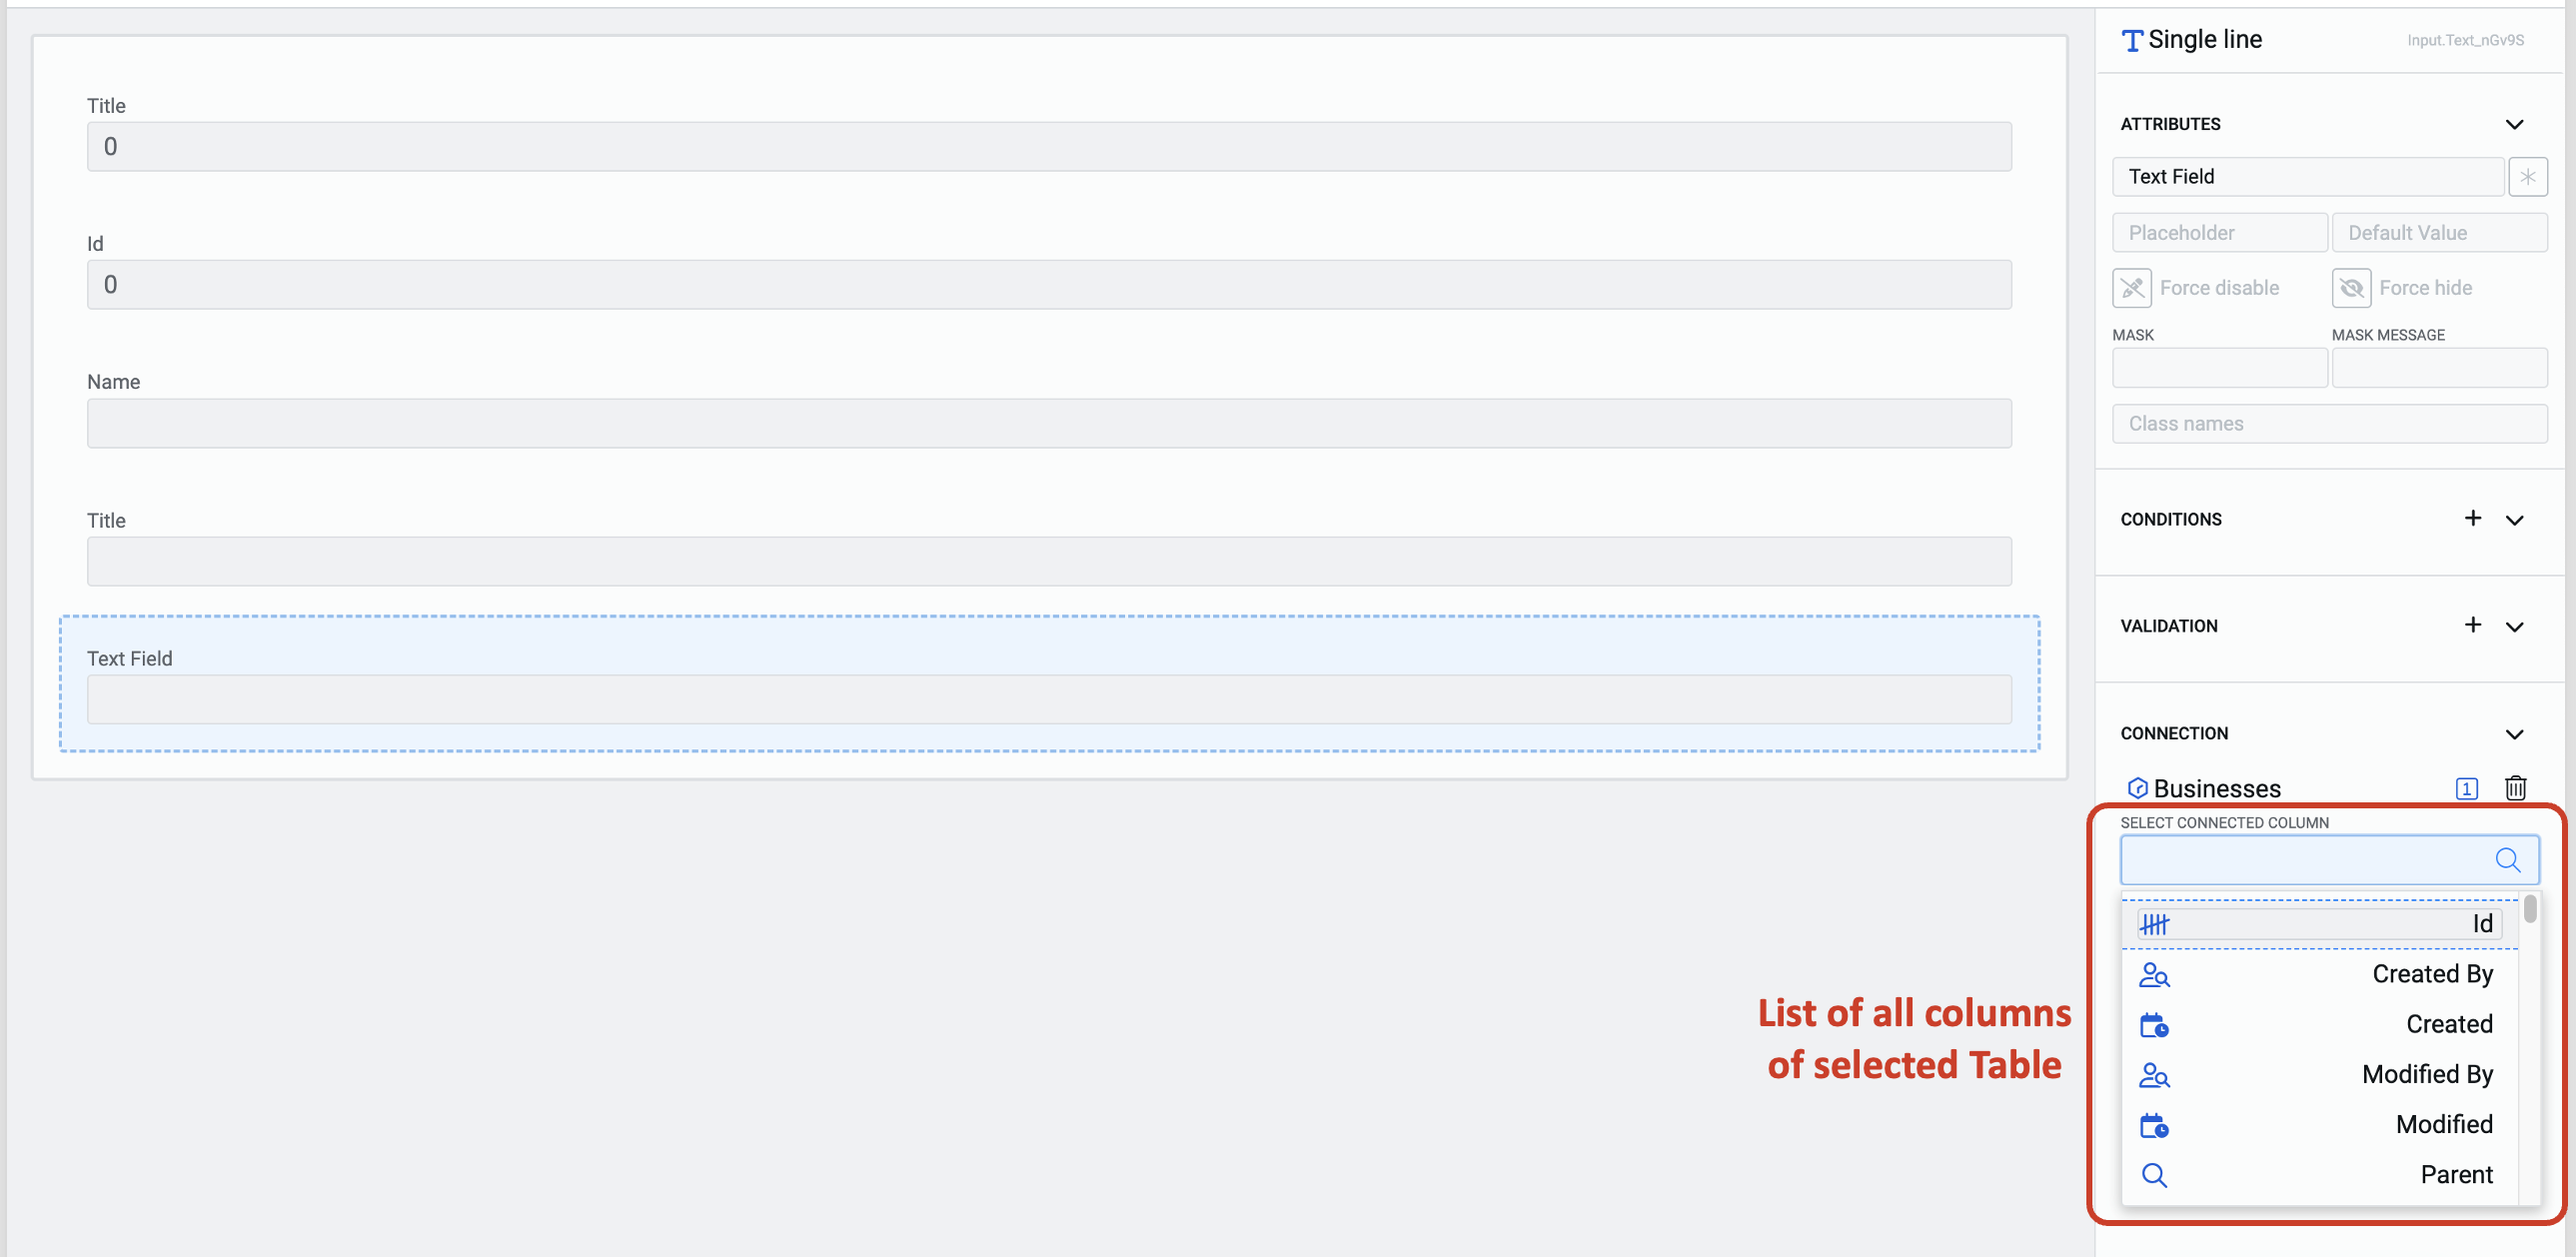 Title
0
Id
0
Name
Title
Text Field
Single line
Input.Text_nGv9S
ATTRIBUTES
Text Field
Placeholder
Default Value
Force disable
Force hide
MASK
MASK MESSAGE
Class names
CONDITIONS
VALIDATION
CONNECTION
Businesses
1
SELECT CONNECTED COLUMN
Id
Created By
Created
Modified By
Modified
Parent
List of all columns
of selected Table